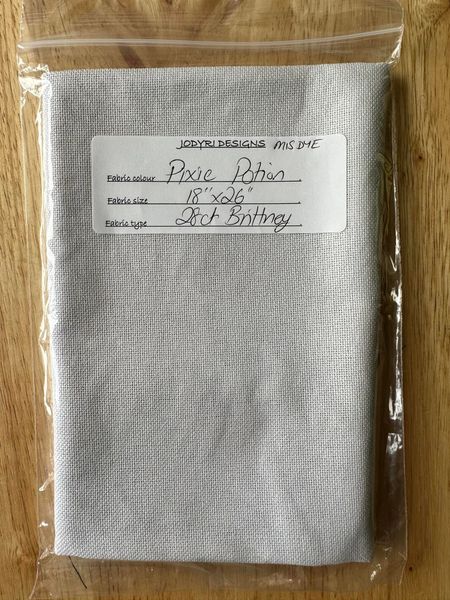 JODYRI DESIGNS MIS DYE
Fabric colour Pixie Potion
Fabric size 18"x26"
Fabric type 28ct Brittney